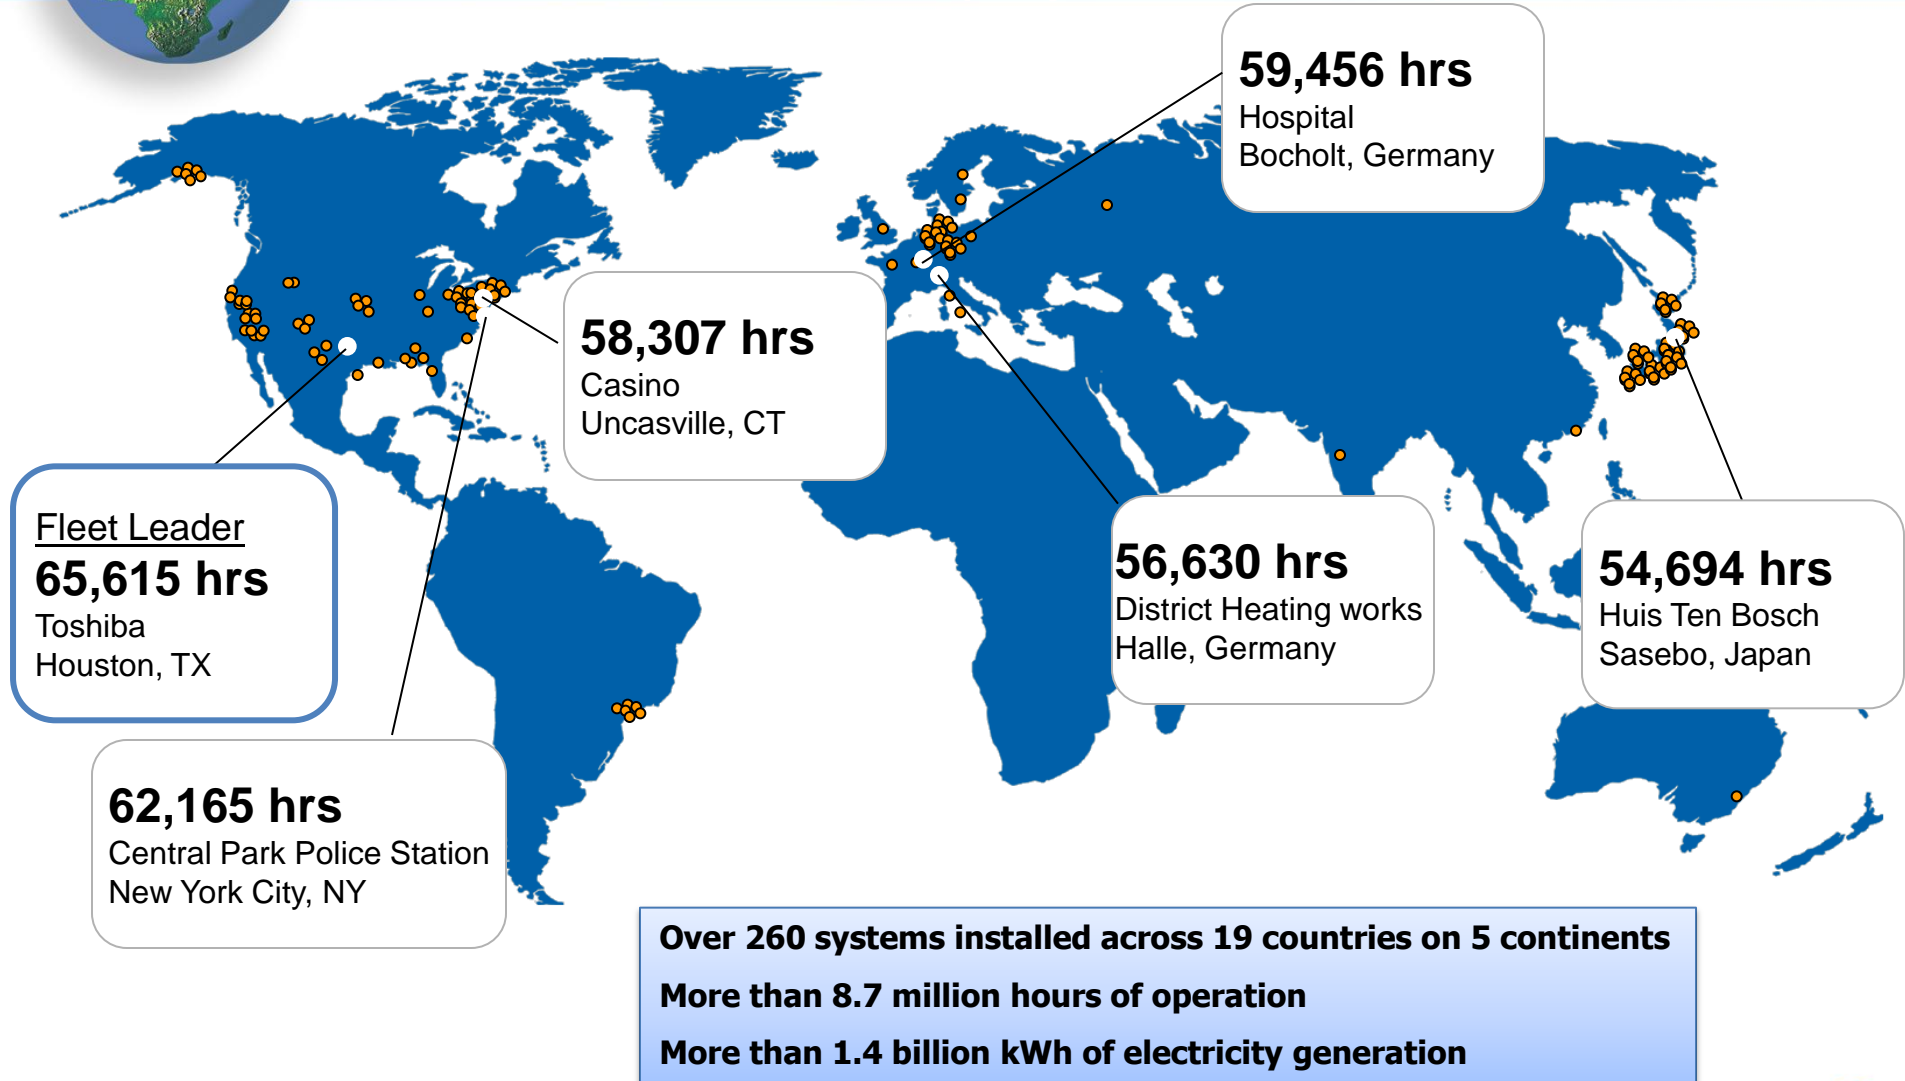 59,456 hrs
Hospital
Bocholt, Germany
58,307 hrs
Casino
Uncasville, CT
Fleet Leader
65,615 hrs
Toshiba
Houston, TX
56,630 hrs
District Heating works
Halle, Germany
54,694 hrs
Huis Ten Bosch
Sasebo, Japan
62,165 hrs
Central Park Police Station
New York City, NY
Over 260 systems installed across 19 countries on 5 continents
More than 8.7 million hours of operation
More than 1.4 billion kWh of electricity generation